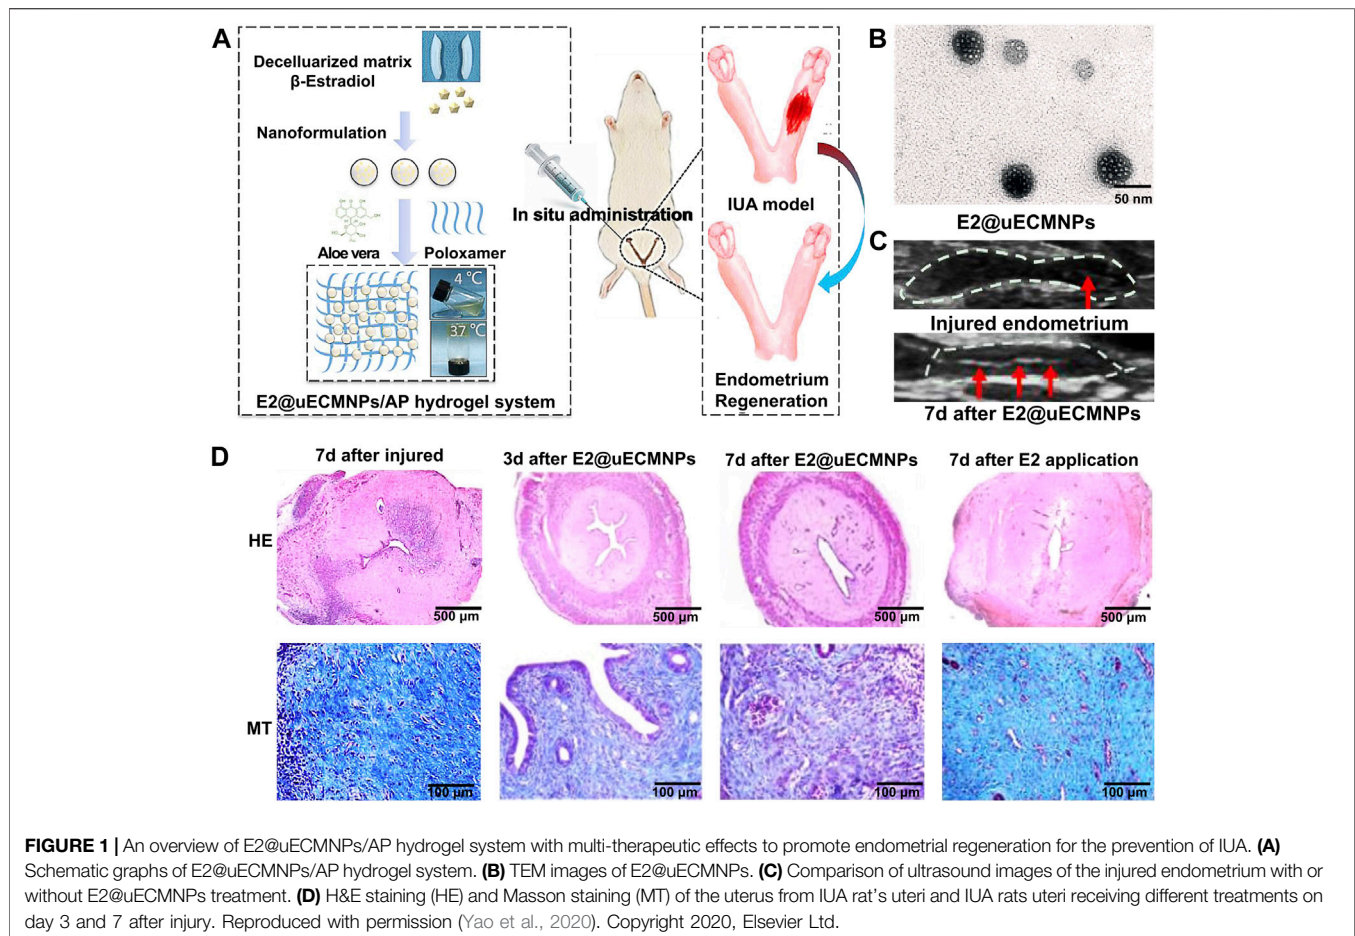 A
Decelluarized matrix
β-Estradiol
Nanoformulation
Aloe vera
Poloxamer
4 °C
37 °C
E2@uECMNPs/AP hydrogel system
In situ administration
IUA model
Endometrium
Regeneration
B
50 nm
E2@uECMNPs
C
Injured endometrium
7d after E2@uECMNPs
D
7d after injured
3d after E2@uECMNPs
7d after E2@uECMNPs
7d after E2 application
HE
500 µm
500 µm
500 µm
500 µm
MT
100 µm
100 µm
100 µm
100 µm
FIGURE 1 | An overview of E2@uECMNPs/AP hydrogel system with multi-therapeutic effects to promote endometrial regeneration for the prevention of IUA. (A)
Schematic graphs of E2@uECMNPs/AP hydrogel system. (B) TEM images of E2@uECMNPs. (C) Comparison of ultrasound images of the injured endometrium with or
without E2@uECMNPs treatment. (D) H&E staining (HE) and Masson staining (MT) of the uterus from IUA rat's uteri and IUA rats uteri receiving different treatments on
day 3 and 7 after injury. Reproduced with permission (Yao et al., 2020). Copyright 2020, Elsevier Ltd.